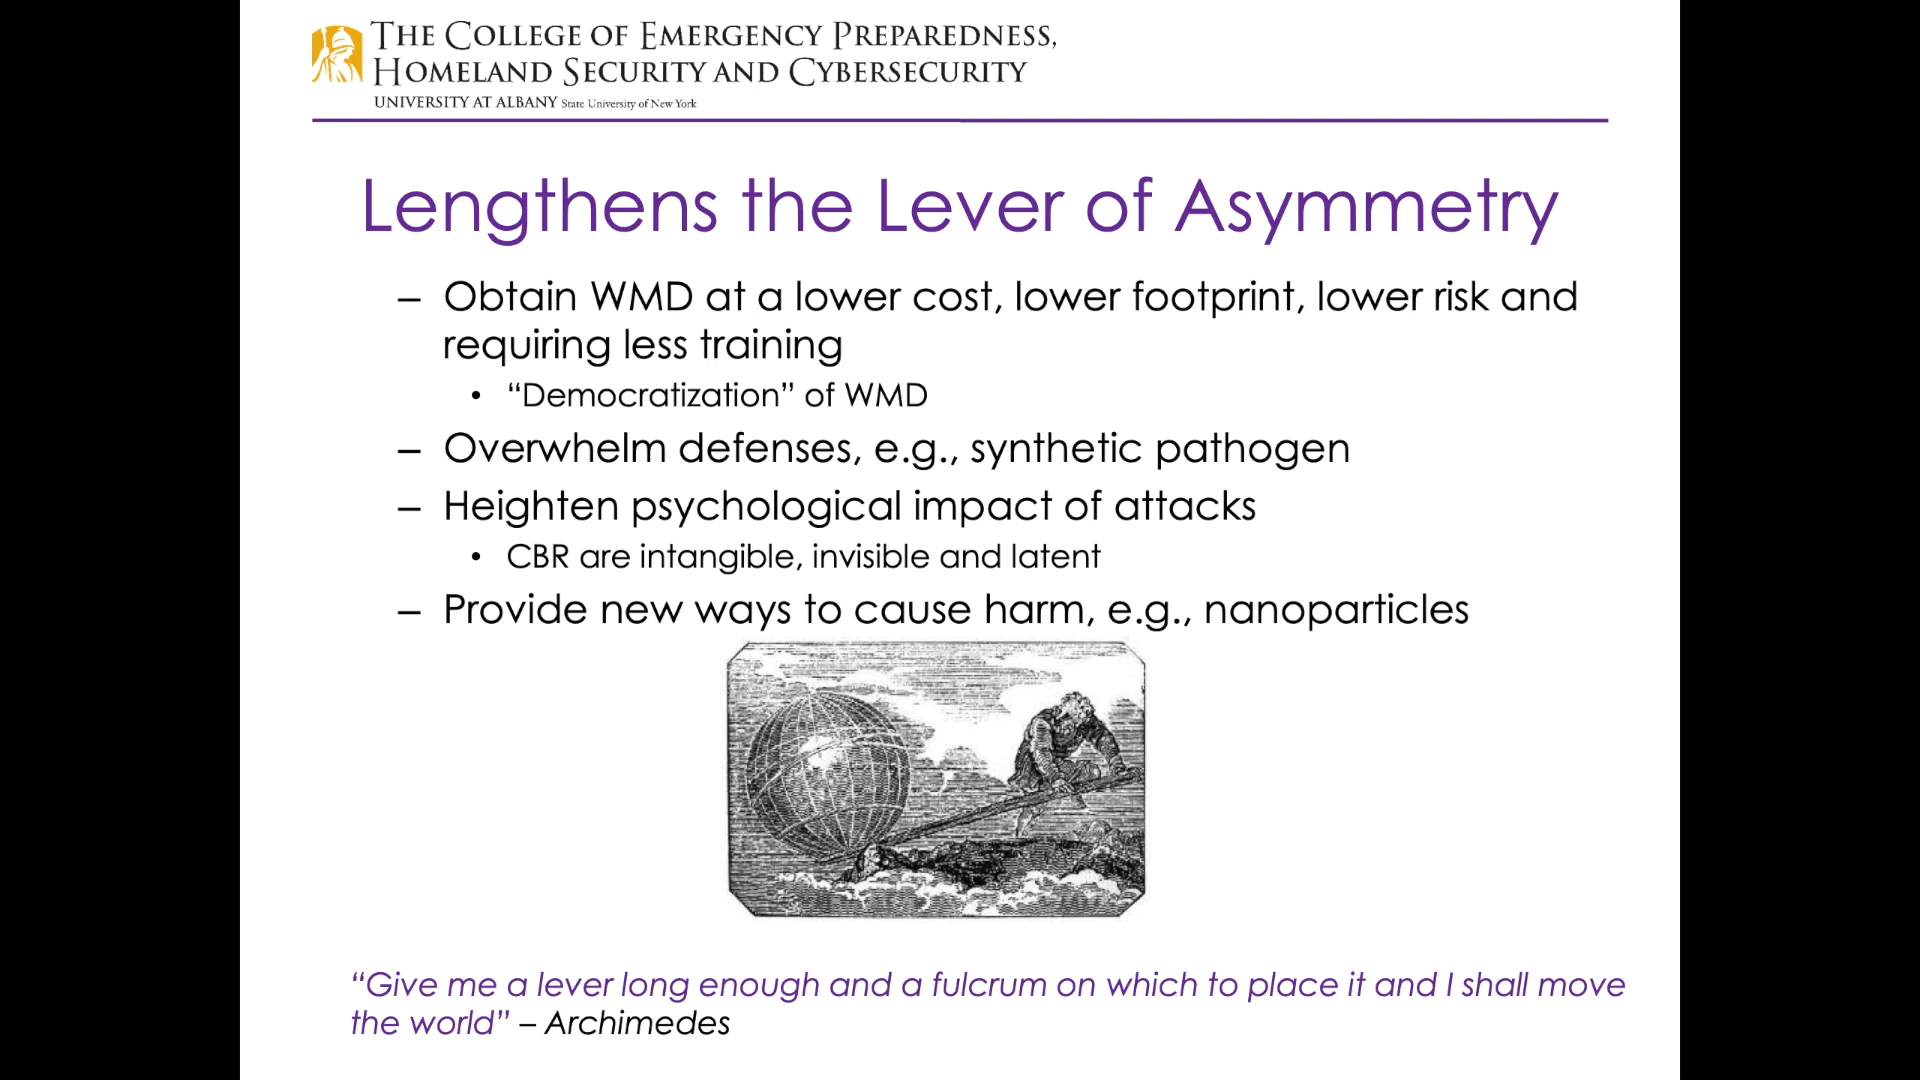 THE COLLEGE OF EMERGENCY PREPAREDNESS,
HOMELAND SECURITY AND CYBERSECURITY
UNIVERSITY AT ALBANY State University of New York
Lengthens the Lever of Asymmetry
– Obtain WMD at a lower cost, lower footprint, lower risk and
requiring less training
• “Democratization” of WMD
– Overwhelm defenses, e.g., synthetic pathogen
– Heighten psychological impact of attacks
• CBR are intangible, invisible and latent
– Provide new ways to cause harm, e.g., nanoparticles
“Give me a lever long enough and a fulcrum on which to place it and I shall move
the world” – Archimedes